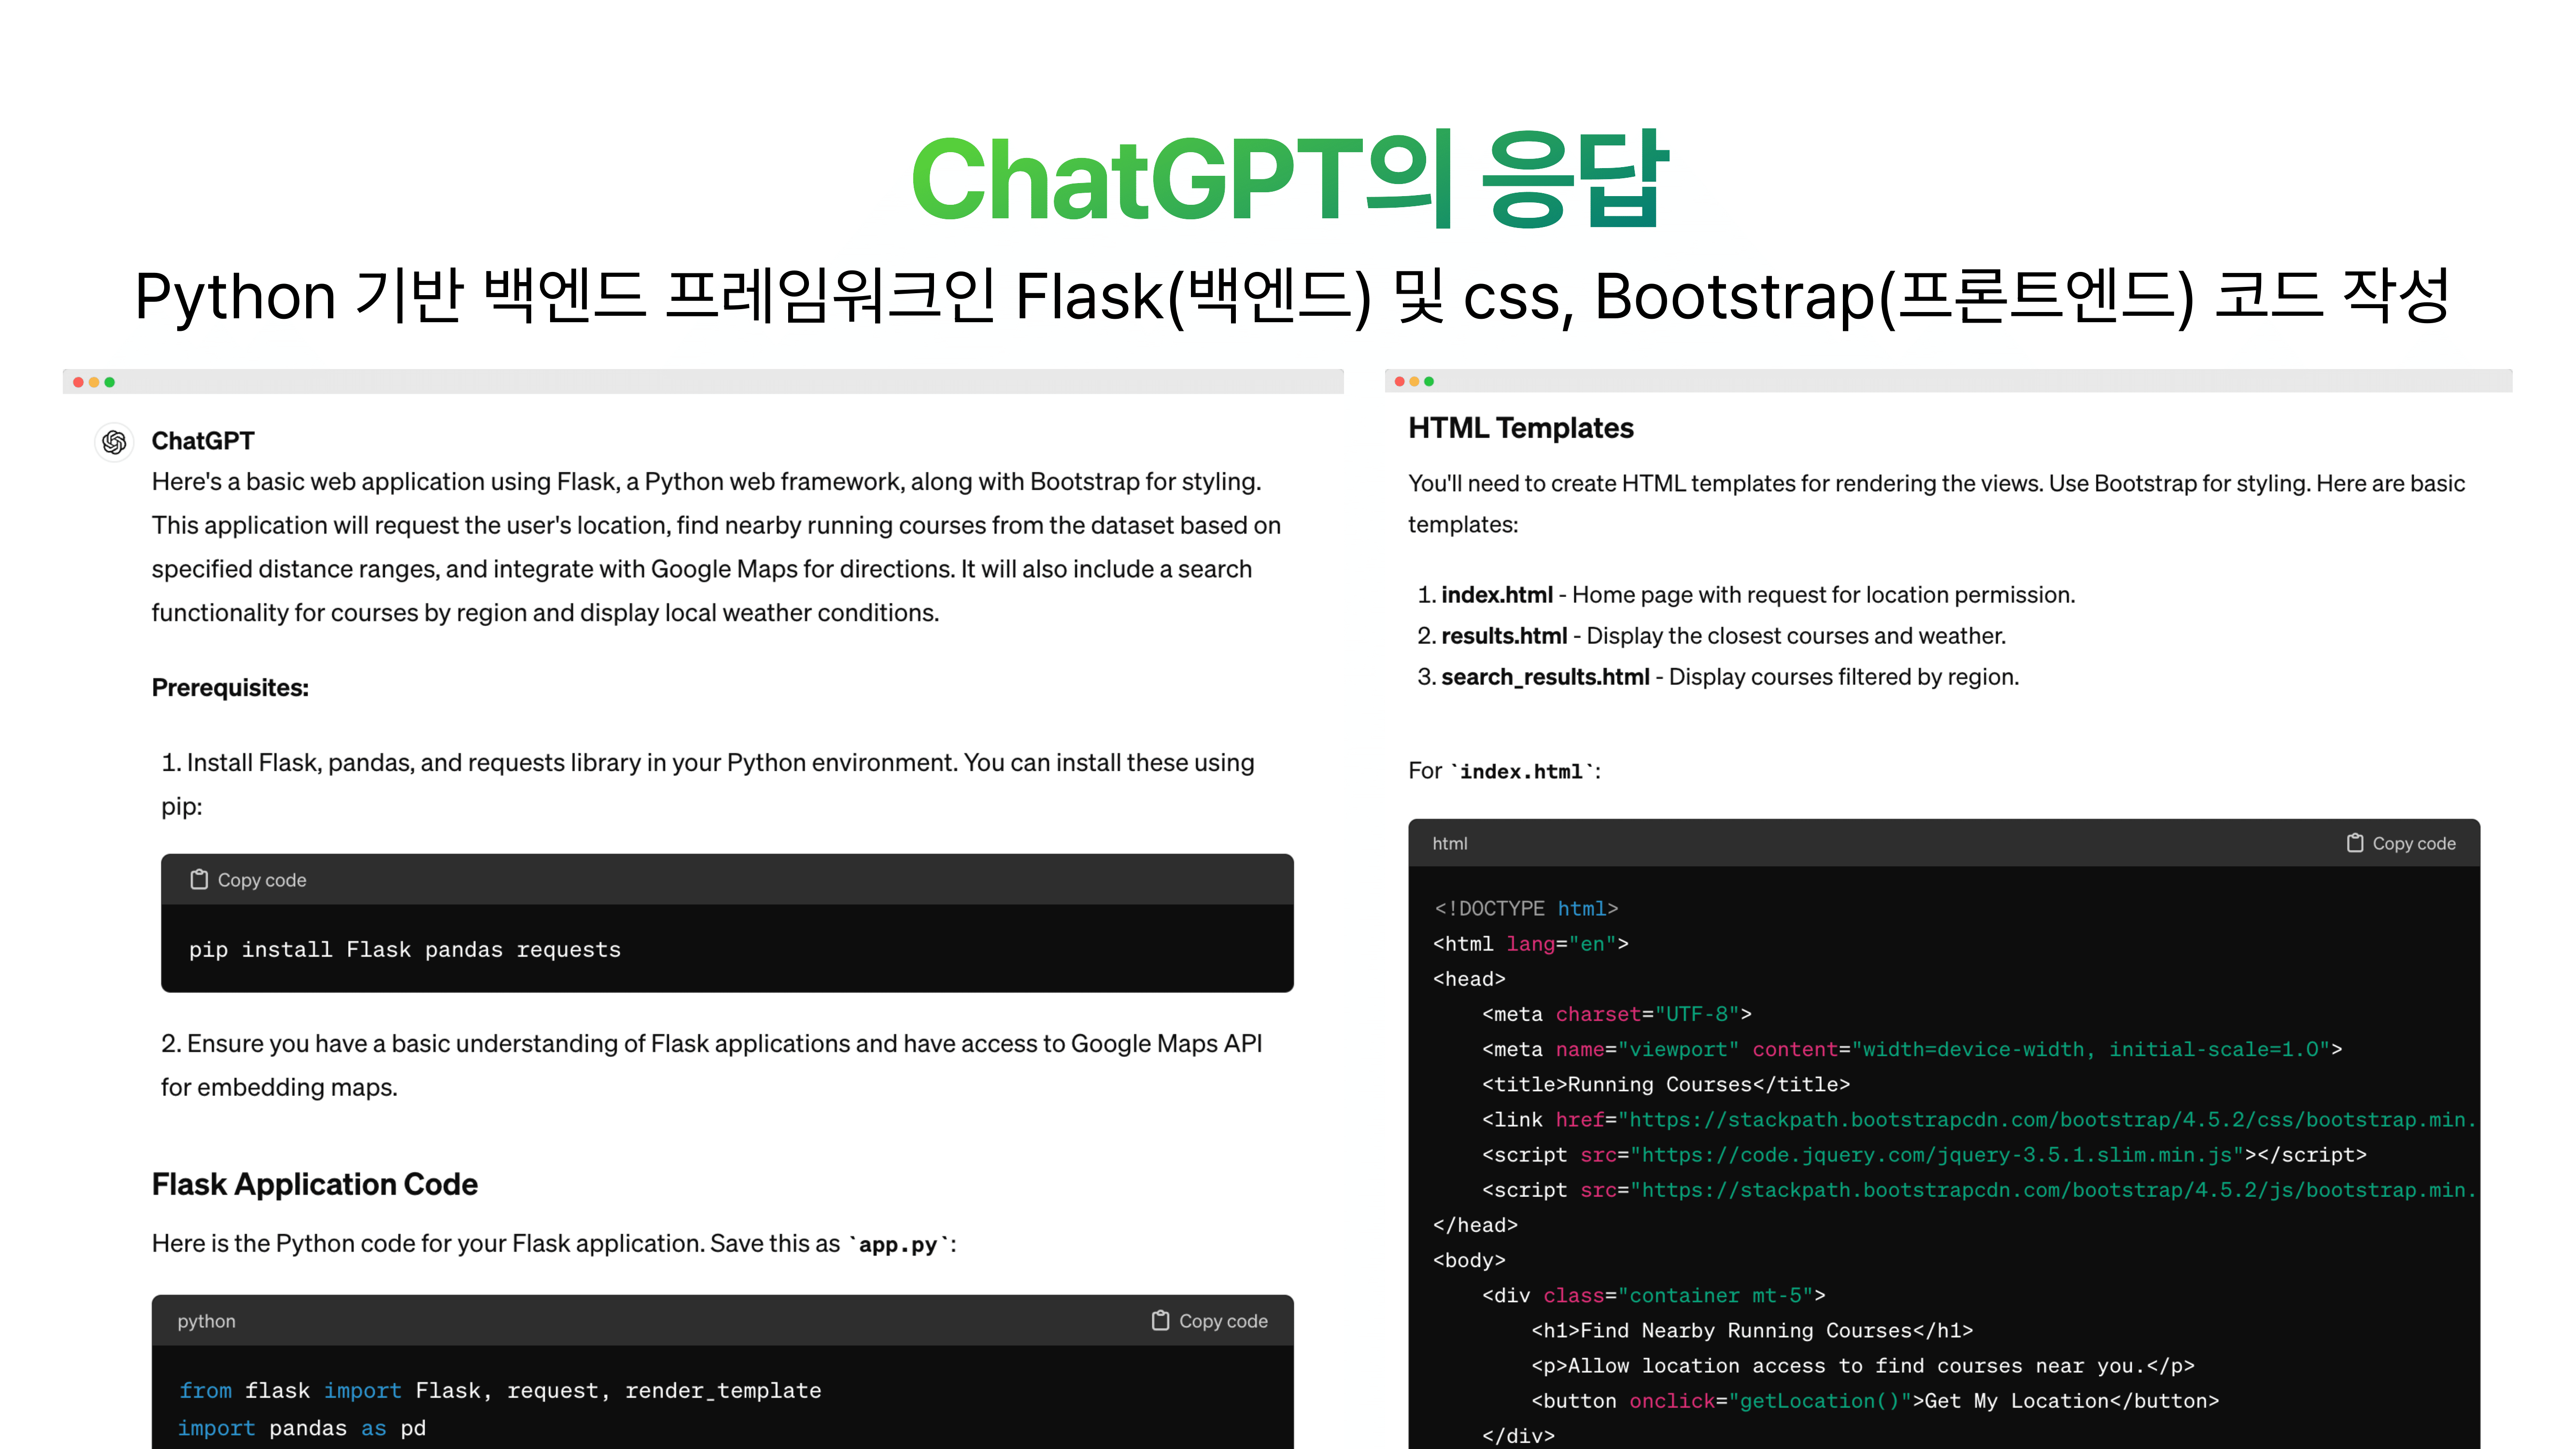 ChatGPT의 응답
Python 기반 백엔드 프레임워크인 Flask(백엔드) 및 css, Bootstrap(프론트엔드) 코드 작성
ChatGPT
Here's a basic web application using Flask, a Python web framework, along with Bootstrap for styling.
This application will request the user's location, find nearby running courses from the dataset based on
specified distance ranges, and integrate with Google Maps for directions. It will also include a search
functionality for courses by region and display local weather conditions.
Prerequisites:
1. Install Flask, pandas, and requests library in your Python environment. You can install these using
pip:
Copy code
pip install Flask pandas requests
2. Ensure you have a basic understanding of Flask applications and have access to Google Maps API
for embedding maps.
Flask Application Code
Here is the Python code for your Flask application. Save this as `app.py`:
python Copy code
from flask import Flask, request, render_template
import pandas as pd
HTML Templates
You'll need to create HTML templates for rendering the views. Use Bootstrap for styling. Here are basic
templates:
1. index.html - Home page with request for location permission.
2. results.html - Display the closest courses and weather.
3. search_results.html - Display courses filtered by region.
For `index.html`:
html Copy code
<!DOCTYPE html>
<html lang="en">
<head>
<meta charset="UTF-8">
<meta name="viewport" content="width=device-width, initial-scale=1.0">
<title>Running Courses</title>
<link href="https://stackpath.bootstrapcdn.com/bootstrap/4.5.2/css/bootstrap.min.
<script src="https://code.jquery.com/jquery-3.5.1.slim.min.js"></script>
<script src="https://stackpath.bootstrapcdn.com/bootstrap/4.5.2/js/bootstrap.min.
</head>
<body>
<div class="container mt-5">
<h1>Find Nearby Running Courses</h1>
<p>Allow location access to find courses near you.</p>
<button onclick="getLocation()">Get My Location</button>
</div>